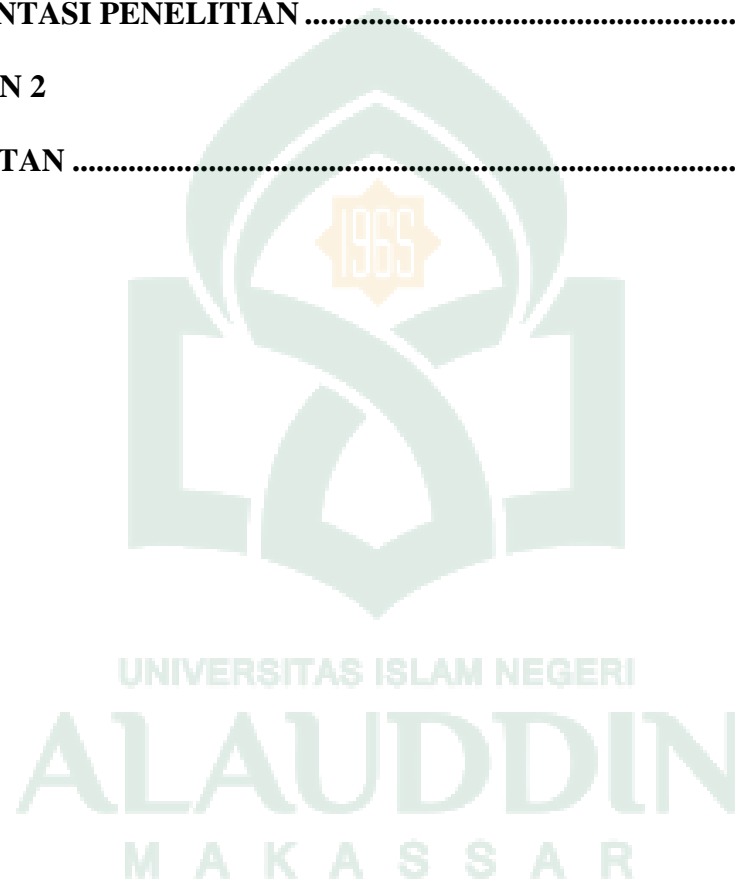 NTASI PENELITIAN ........................................................
N 2
TAN ....................................................................................
1965
UNIVERSITAS ISLAM NEGERI
ALAUDDIN
M A K A S S A R